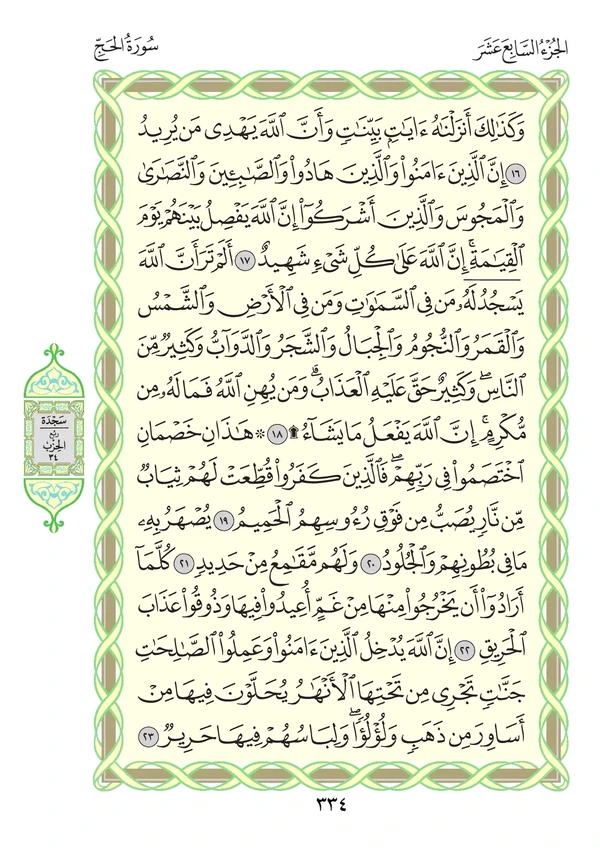 الجُزْءُ السَّابِعَ عَشَرَ
سُورَةُ الحَجِّ
وَكَذَٰلِكَ أَنزَلْنَٰهُ ءَايَٰتٍۭ بَيِّنَٰتٍ وَأَنَّ ٱللَّهَ يَهْدِى مَن يُرِيدُ
١٦ إِنَّ ٱلَّذِينَ ءَامَنُوا۟ وَٱلَّذِينَ هَادُوا۟ وَٱلصَّٰبِـِٔينَ وَٱلنَّصَٰرَىٰ
وَٱلْمَجُوسَ وَٱلَّذِينَ أَشْرَكُوٓا۟ إِنَّ ٱللَّهَ يَفْصِلُ بَيْنَهُمْ يَوْمَ
ٱلْقِيَٰمَةِ ۚ إِنَّ ٱللَّهَ عَلَىٰ كُلِّ شَىْءٍ شَهِيدٌ ١٧ أَلَمْ تَرَ أَنَّ ٱللَّهَ
يَسْجُدُ لَهُۥ مَن فِى ٱلسَّمَٰوَٰتِ وَمَن فِى ٱلْأَرْضِ وَٱلشَّمْسُ
وَٱلْقَمَرُ وَٱلنُّجُومُ وَٱلْجِبَالُ وَٱلشَّجَرُ وَٱلدَّوَآبُّ وَكَثِيرٌ مِّنَ
ٱلنَّاسِ ۖ وَكَثِيرٌ حَقَّ عَلَيْهِ ٱلْعَذَابُ ۗ وَمَن يُهِنِ ٱللَّهُ فَمَا لَهُۥ مِن
مُّكْرِمٍ ۚ إِنَّ ٱللَّهَ يَفْعَلُ مَا يَشَآءُ ۩ ١٨ ۞ هَٰذَانِ خَصْمَانِ
ٱخْتَصَمُوا۟ فِى رَبِّهِمْ ۖ فَٱلَّذِينَ كَفَرُوا۟ قُطِّعَتْ لَهُمْ ثِيَابٌ
مِّن نَّارٍ يُصَبُّ مِن فَوْقِ رُءُوسِهِمُ ٱلْحَمِيمُ ١٩ يُصْهَرُ بِهِۦ
مَا فِى بُطُونِهِمْ وَٱلْجُلُودُ ٢٠ وَلَهُم مَّقَٰمِعُ مِنْ حَدِيدٍ ٢١ كُلَّمَآ
أَرَادُوٓا۟ أَن يَخْرُجُوا۟ مِنْهَا مِنْ غَمٍّ أُعِيدُوا۟ فِيهَا وَذُوقُوا۟ عَذَابَ
ٱلْحَرِيقِ ٢٢ إِنَّ ٱللَّهَ يُدْخِلُ ٱلَّذِينَ ءَامَنُوا۟ وَعَمِلُوا۟ ٱلصَّٰلِحَٰتِ
جَنَّٰتٍ تَجْرِى مِن تَحْتِهَا ٱلْأَنْهَٰرُ يُحَلَّوْنَ فِيهَا مِنْ
أَسَاوِرَ مِن ذَهَبٍ وَلُؤْلُؤًا ۖ وَلِبَاسُهُمْ فِيهَا حَرِيرٌ ٢٣
سَجْدَة
رُبع
الحِزب
٣٤
٣٣٤